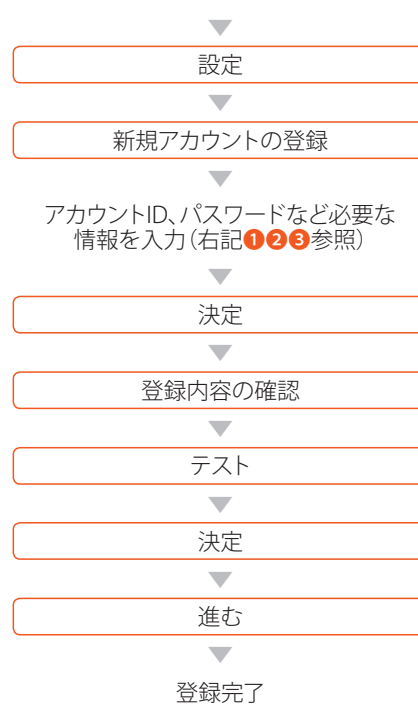 設定
新規アカウントの登録
アカウントID、パスワードなど必要な
情報を入力（右記❶❷❸参照）
決定
登録内容の確認
テスト
決定
進む
登録完了